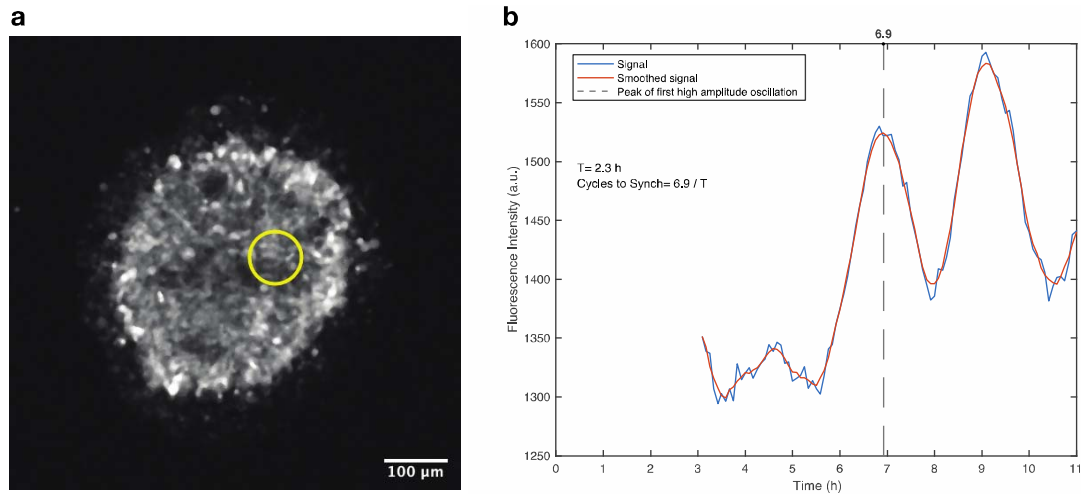 a
100 µm
b
6.9
1600
1550
1500
1450
1400
1350
1300
1250
Fluorescence Intensity (a.u.)
Signal
Smoothed signal
Peak of first high amplitude oscillation
T= 2.3 h
Cycles to Synch= 6.9 / T
0 1 2 3 4 5 6 7 8 9 10 11
Time (h)